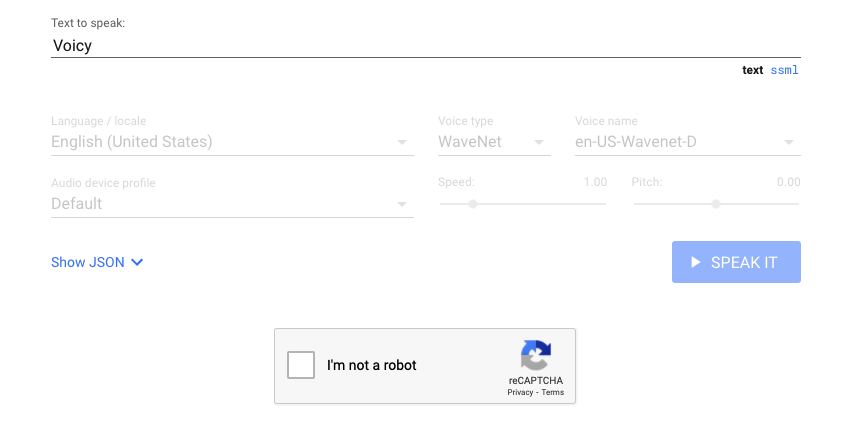 Text to speak:
Voicy
text ssml
Language / locale
English (United States)
Voice type
WaveNet
Voice name
en-US-Wavenet-D
Audio device profile
Default
Speed: 1.00
Pitch: 0.00
Show JSON
SPEAK IT
I'm not a robot
reCAPTCHA
Privacy - Terms